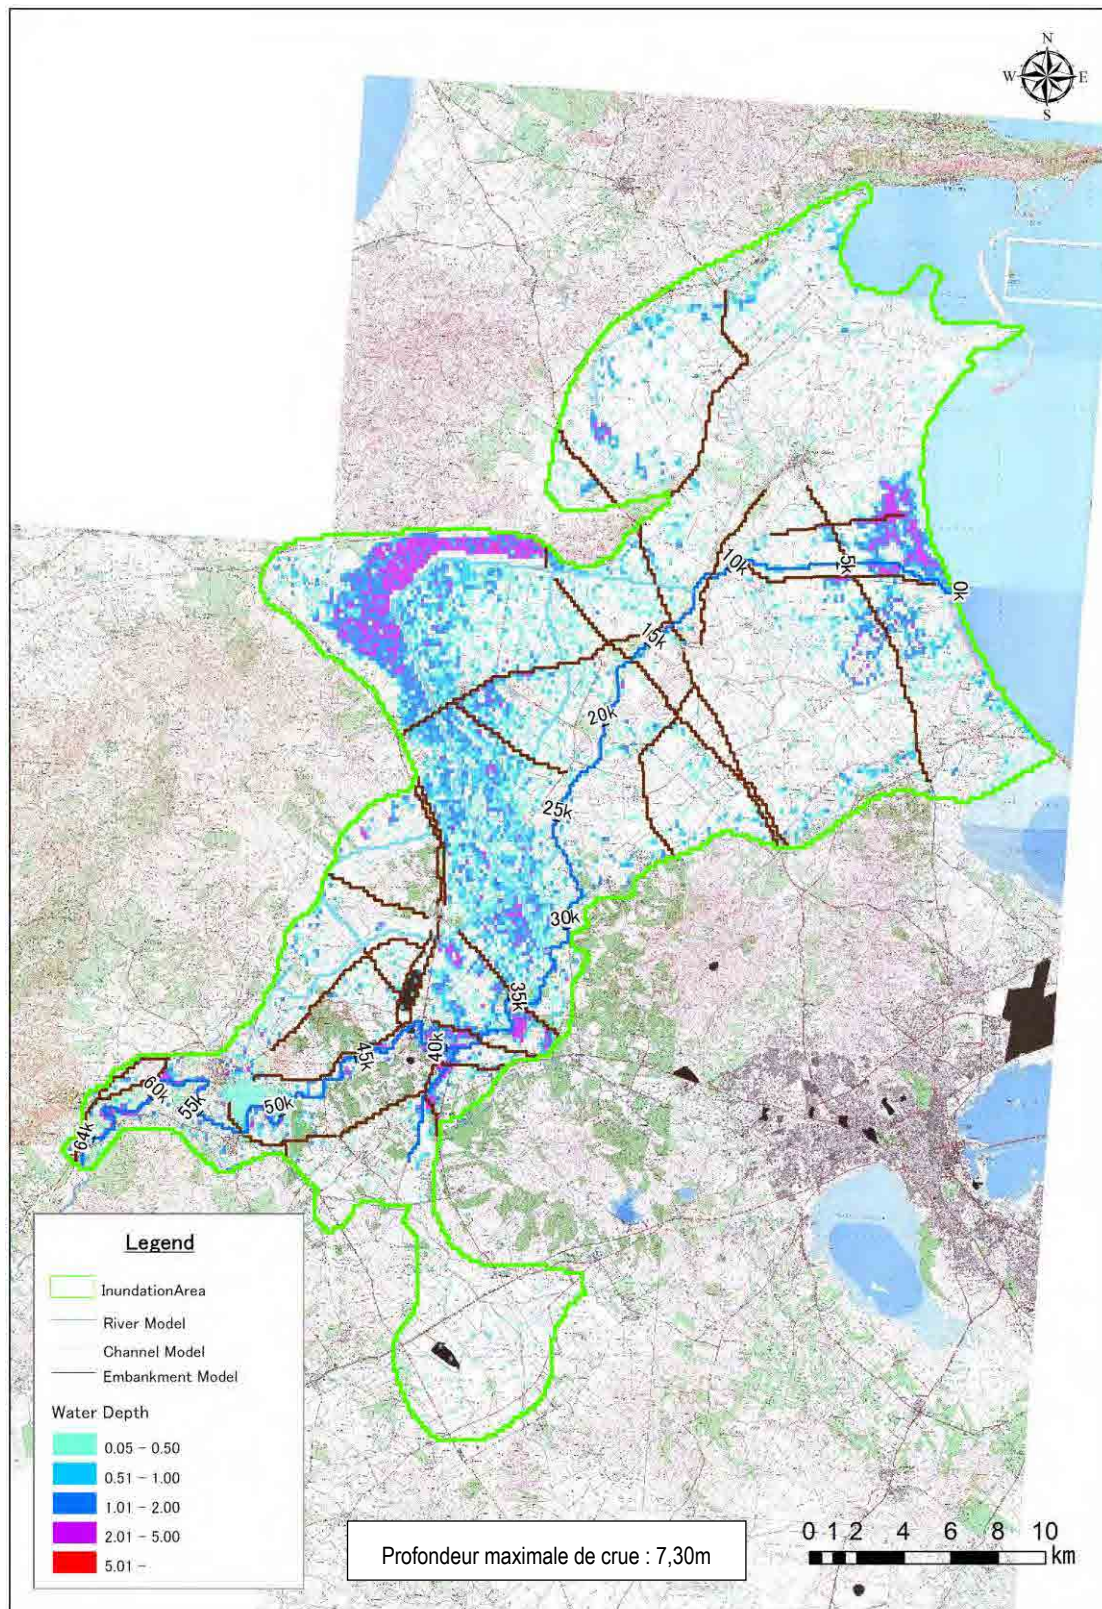 N
W E
S
10k
5k
0k
15k
20k
25k
30k
35k
40k
45k
50k
55k
60k
64k
Legend
InundationArea
River Model
Channel Model
Embankment Model
Water Depth
0.05 - 0.50
0.51 - 1.00
1.01 - 2.00
2.01 - 5.00
5.01 -
Profondeur maximale de crue : 7,30m
0 1 2 4 6 8 10
km